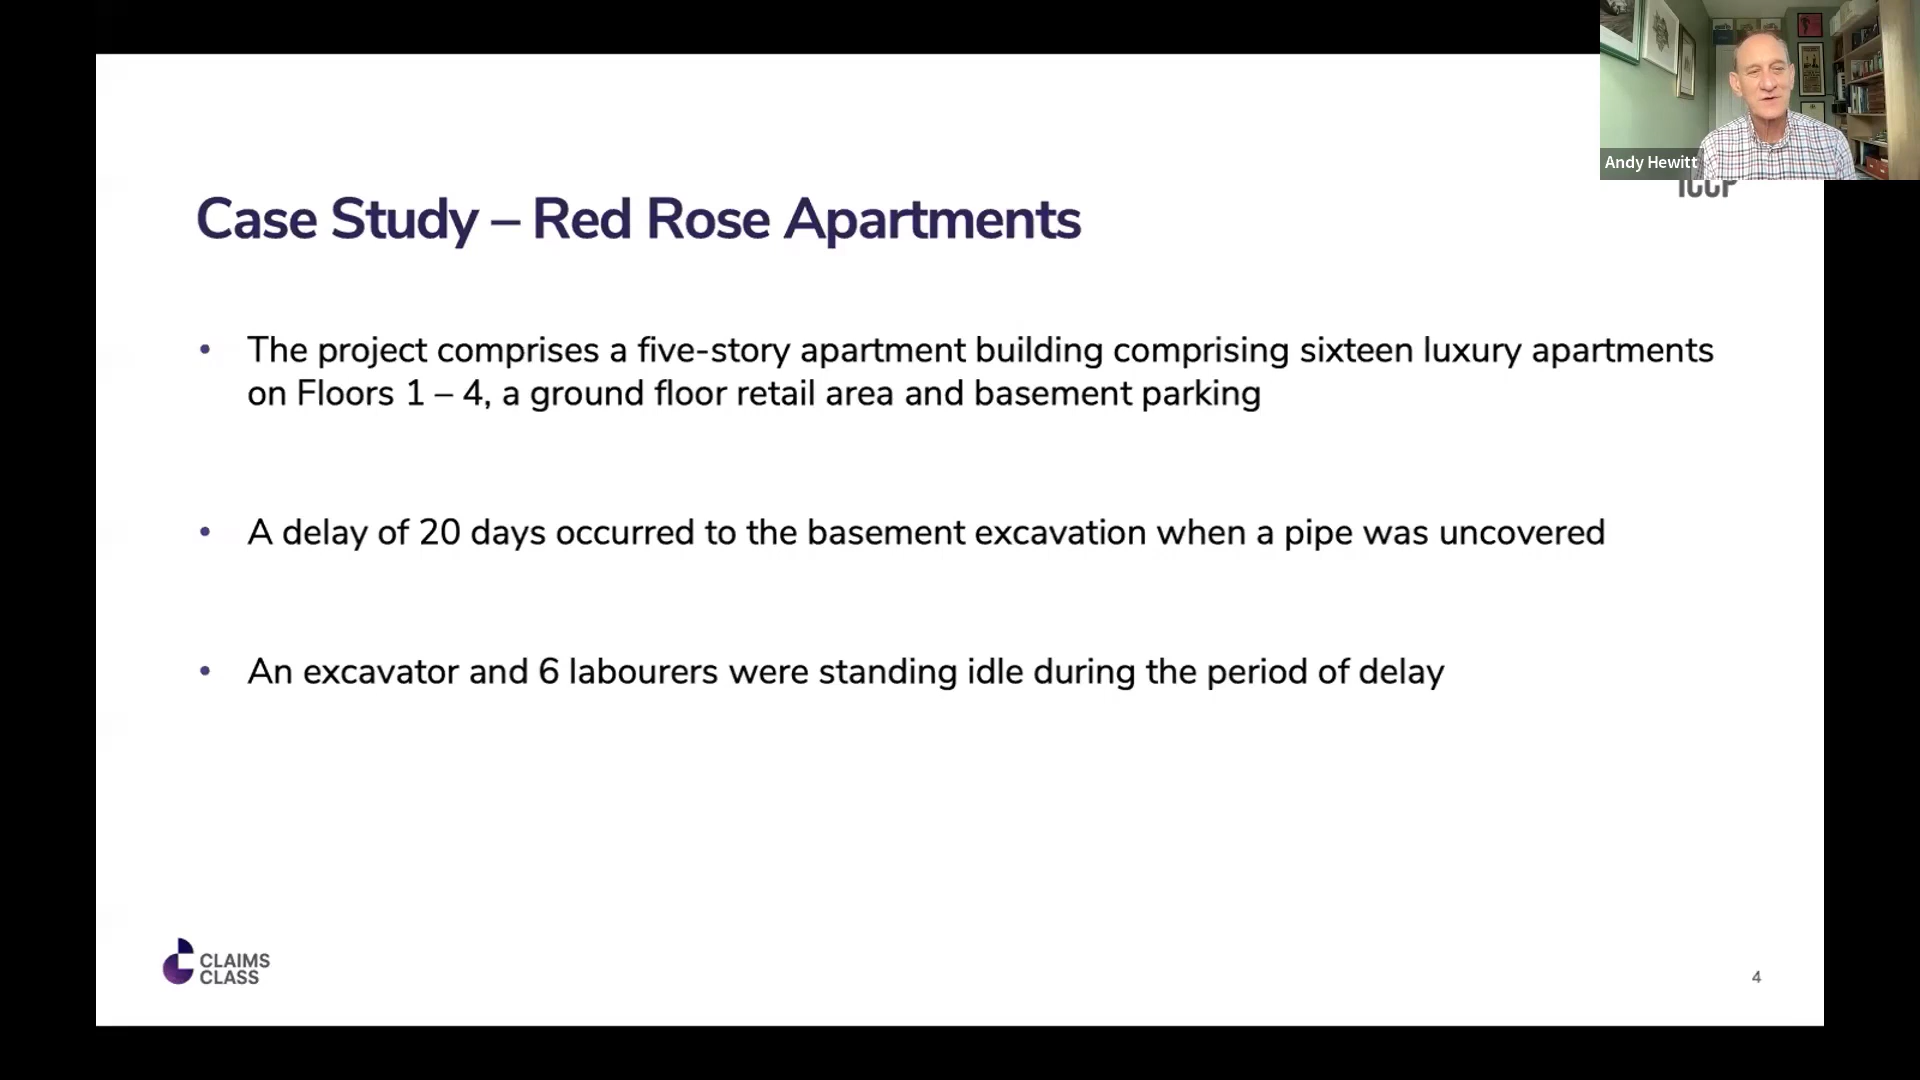 Andy Hewitt
Case Study – Red Rose Apartments
• The project comprises a five-story apartment building comprising sixteen luxury apartments
on Floors 1 – 4, a ground floor retail area and basement parking
• A delay of 20 days occurred to the basement excavation when a pipe was uncovered
• An excavator and 6 labourers were standing idle during the period of delay
CLAIMS
CLASS
4